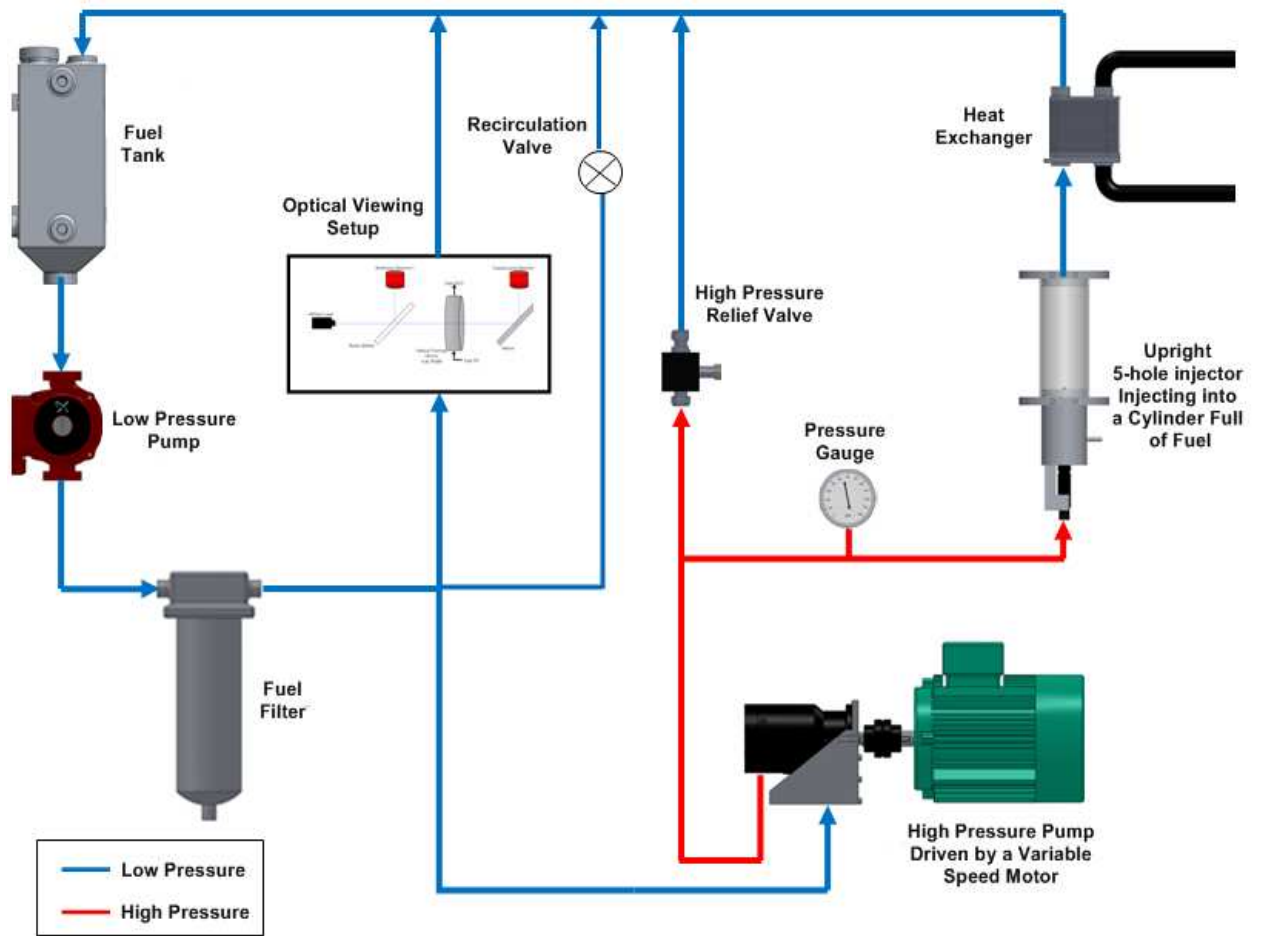 Fuel
Tank
Recirculation
Valve
Heat
Exchanger
Optical Viewing
Setup
High Pressure
Relief Valve
Upright
5-hole injector
Injecting into
a Cylinder Full
of Fuel
Low Pressure
Pump
Pressure
Gauge
Fuel
Filter
High Pressure Pump
Driven by a Variable
Speed Motor
Low Pressure
High Pressure